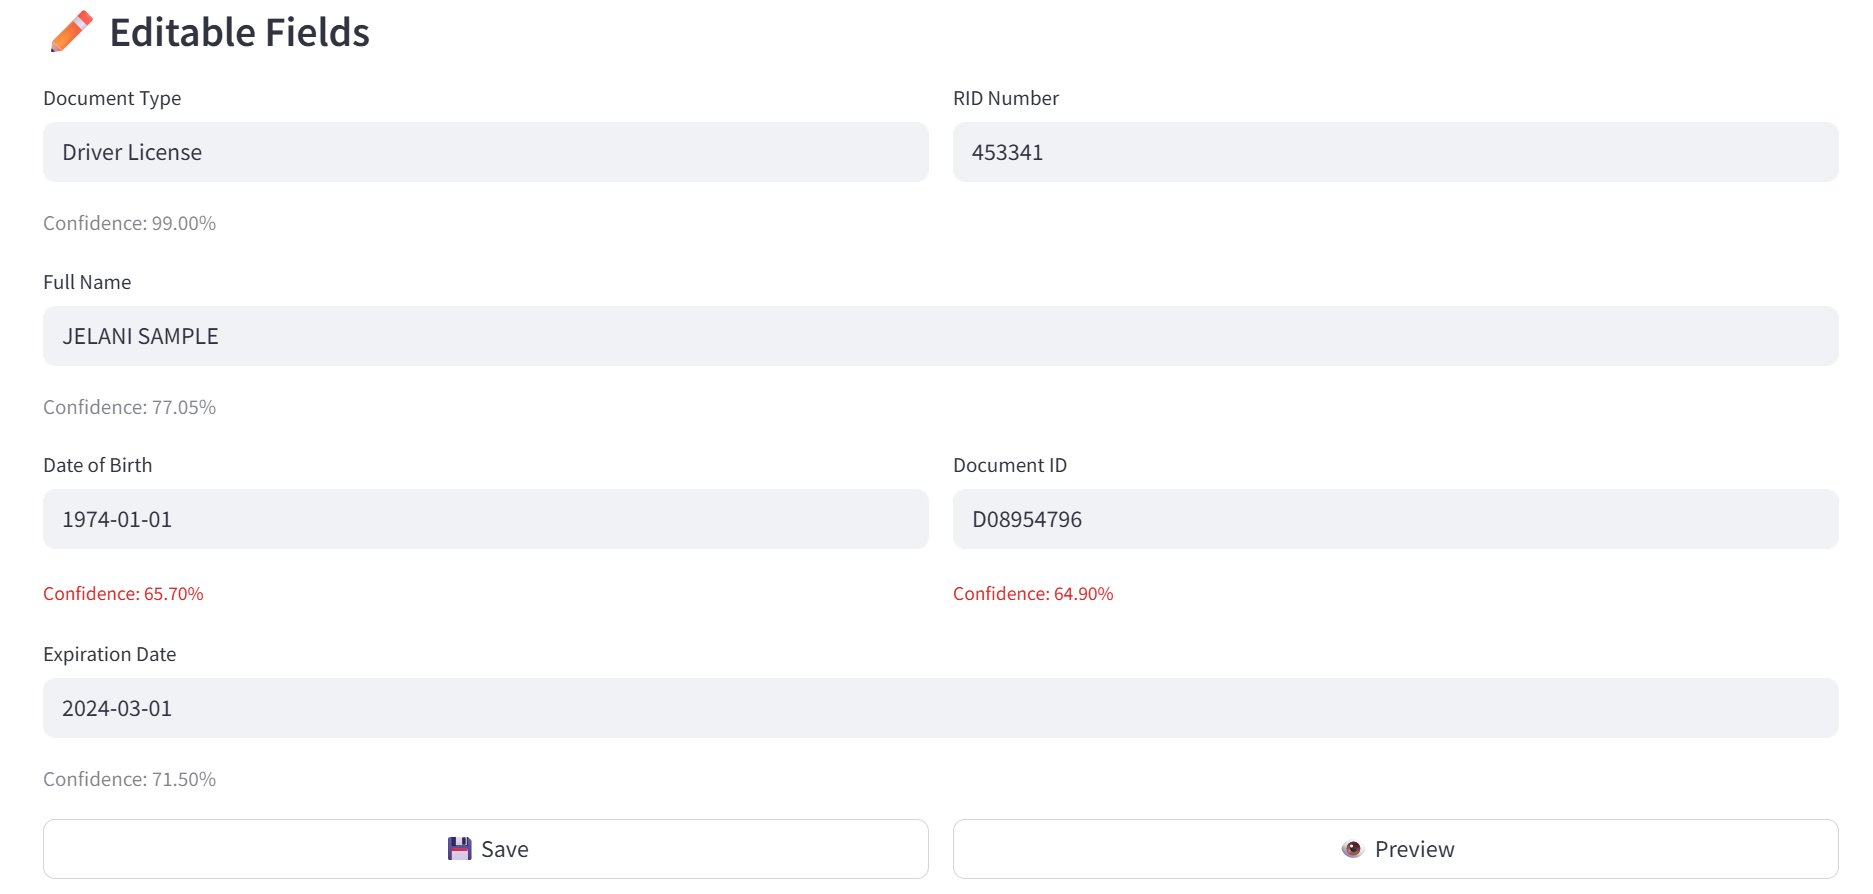 Editable Fields
Document Type
RID Number
Driver License
453341
Confidence: 99.00%
Full Name
JELANI SAMPLE
Confidence: 77.05%
Date of Birth
Document ID
1974-01-01
D08954796
Confidence: 65.70%
Confidence: 64.90%
Expiration Date
2024-03-01
Confidence: 71.50%
Save
Preview